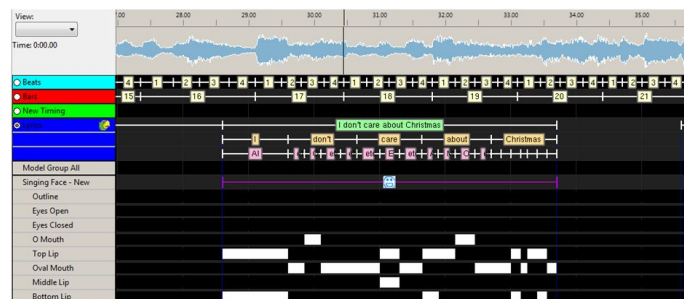 View:
Time: 0:00.00
28.00 29.00 30.00 31.00 32.00 33.00 34.00 35.00
Beats 4 1 2 3 4 1 2 3 4 1 2 3 4 1 2 3 4 1 2 3 4 1 2 3 4
15 16 17 18 19 20 21
New Timing
I don't care about Christmas
I don't care about Christmas
AI e et et E et O
Model Group All
Singing Face - New
Outline
Eyes Open
Eyes Closed
O Mouth
Top Lip
Oval Mouth
Middle Lip
Bottom Lip